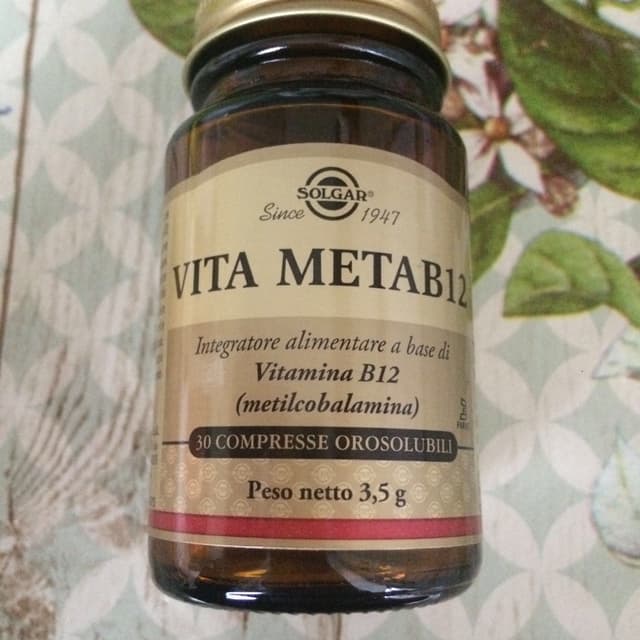 SOLGAR®
Since 1947
VITA METAB12
Integratore alimentare a base di
Vitamina B12
(metilcobalamina)
30 COMPRESSE OROSOLUBILI
Peso netto 3,5 g